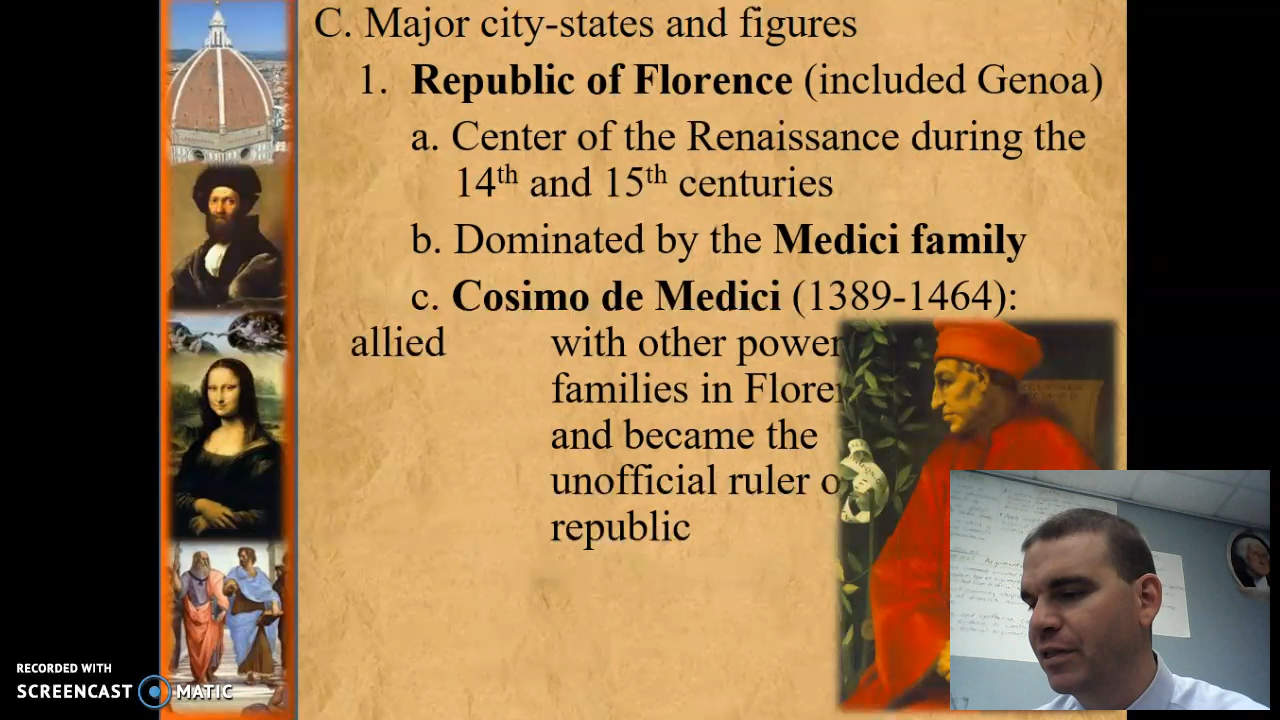 C. Major city-states and figures
1. Republic of Florence (included Genoa)
a. Center of the Renaissance during the
14th and 15th centuries
b. Dominated by the Medici family
c. Cosimo de Medici (1389-1464):
allied with other power
families in Floren
and became the
unofficial ruler o
republic
RECORDED WITH
SCREENCAST MATIC